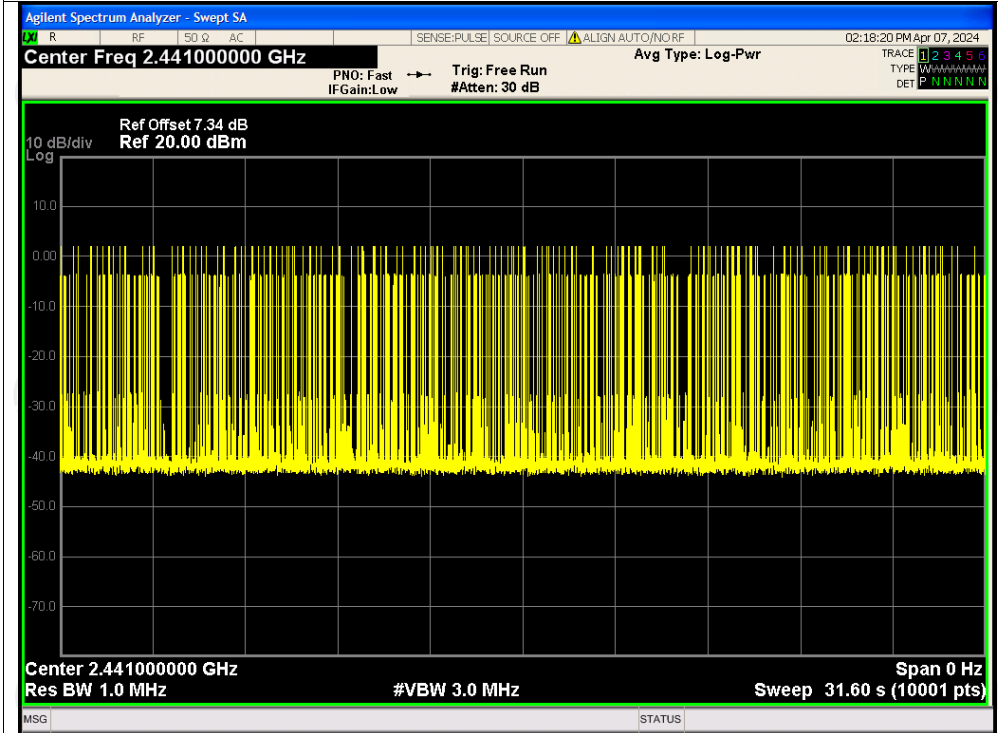 Agilent Spectrum Analyzer - Swept SA
LXI R RF 50 Ω AC SENSE:PULSE SOURCE OFF ALIGN AUTO/NO RF 02:18:20 PM Apr 07, 2024
Center Freq 2.441000000 GHz Avg Type: Log-Pwr TRACE 1 2 3 4 5 6
PNO: Fast Trig: Free Run TYPE WWWWWW
IFGain:Low #Atten: 30 dB DET P N N N N N
Ref Offset 7.34 dB
10 dB/div Ref 20.00 dBm
Log
10.0
0.00
-10.0
-20.0
-30.0
-40.0
-50.0
-60.0
-70.0
Center 2.441000000 GHz Span 0 Hz
Res BW 1.0 MHz #VBW 3.0 MHz Sweep 31.60 s (10001 pts)
MSG STATUS